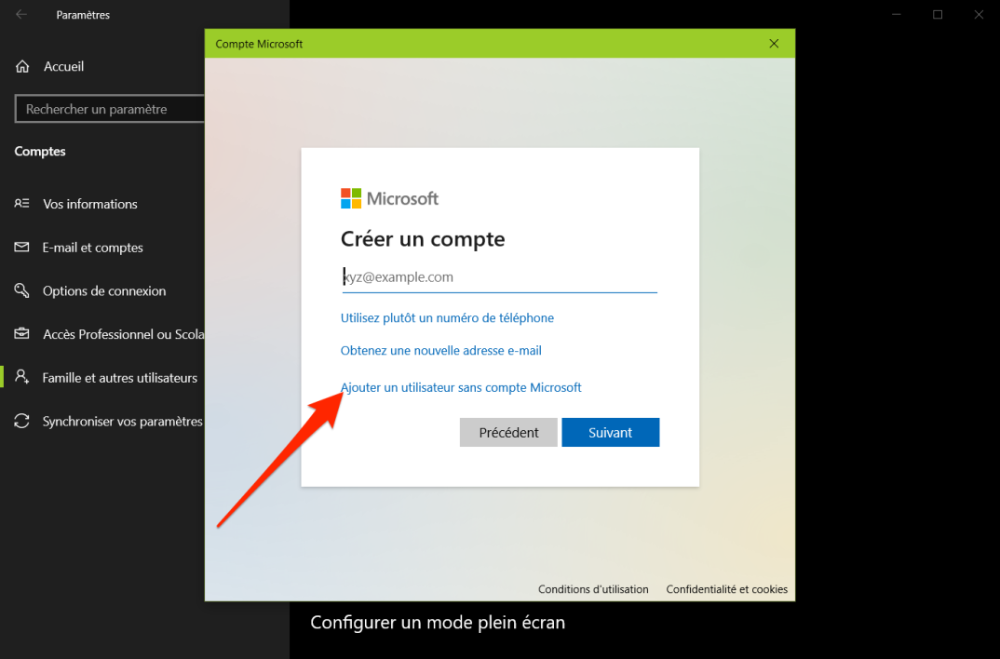 Paramètres
Accueil
Rechercher un paramètre
Comptes
Vos informations
E-mail et comptes
Options de connexion
Accès Professionnel ou Scola
Famille et autres utilisateurs
Synchroniser vos paramètres
Compte Microsoft
Microsoft
Créer un compte
xyz@example.com
Utilisez plutôt un numéro de téléphone
Obtenez une nouvelle adresse e-mail
Ajouter un utilisateur sans compte Microsoft
Précédent Suivant
Conditions d'utilisation Confidentialité et cookies
Configurer un mode plein écran